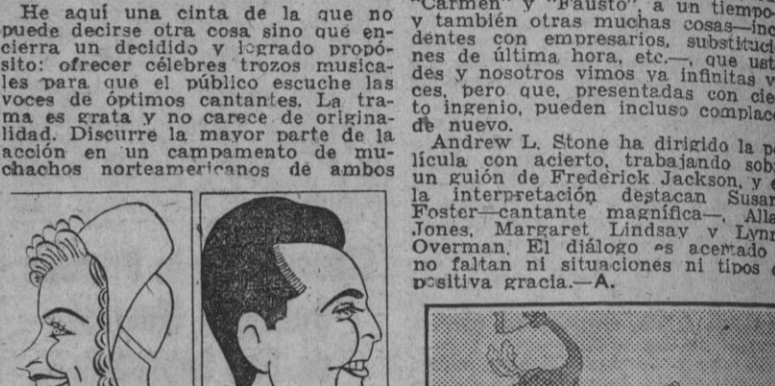 He aquí una cinta de la que no
puede decirse otra cosa sino que en-
cierra un decidido y logrado propó-
sito: ofrecer célebres trozos musica-
les para que el público escuche las
voces de óptimos cantantes. La tra-
ma es grata y no carece de origina-
lidad. Discurre la mayor parte de la
acción en un campamento de mu-
chachos norteamericanos de ambos
"Carmen" y "Fausto", a un tiempo
y también otras muchas cosas—inc
dentes con empresarios, substituci
nes de última hora, etc.—, que ust
des y nosotros vimos ya infinitas v
ces, pero que, presentadas con cie
to ingenio, pueden incluso complac
de nuevo.
Andrew L. Stone ha dirigido la p
lícula con acierto, trabajando sob
un guión de Frederick Jackson, y
la interpretación destacan Susan
Foster—cantante magnífica—, Alla
Jones, Margaret Lindsay y Lynn
Overman. El diálogo es acertado
no faltan ni situaciones ni tipos
positiva gracia.—A.